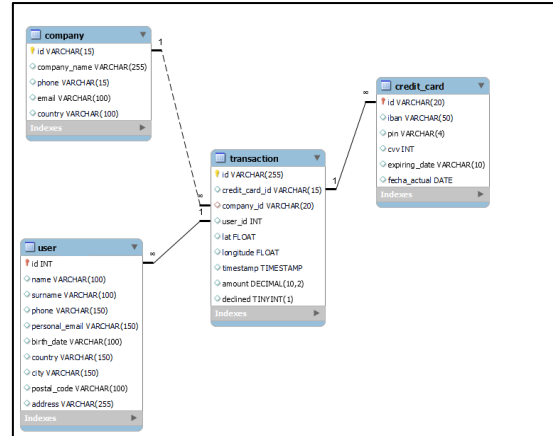 company
id VARCHAR(15)
company_name VARCHAR(255)
phone VARCHAR(15)
email VARCHAR(100)
country VARCHAR(100)
Indexes
1
∞
credit_card
id VARCHAR(20)
iban VARCHAR(50)
pin VARCHAR(4)
cvv INT
expiring_date VARCHAR(10)
fecha_actual DATE
Indexes
∞
1
transaction
id VARCHAR(255)
credit_card_id VARCHAR(15)
company_id VARCHAR(20)
user_id INT
lat FLOAT
longitude FLOAT
timestamp TIMESTAMP
amount DECIMAL(10,2)
declined TINYINT(1)
Indexes
1
∞
user
id INT
name VARCHAR(100)
surname VARCHAR(100)
phone VARCHAR(150)
personal_email VARCHAR(150)
birth_date VARCHAR(100)
country VARCHAR(150)
city VARCHAR(150)
postal_code VARCHAR(100)
address VARCHAR(255)
Indexes